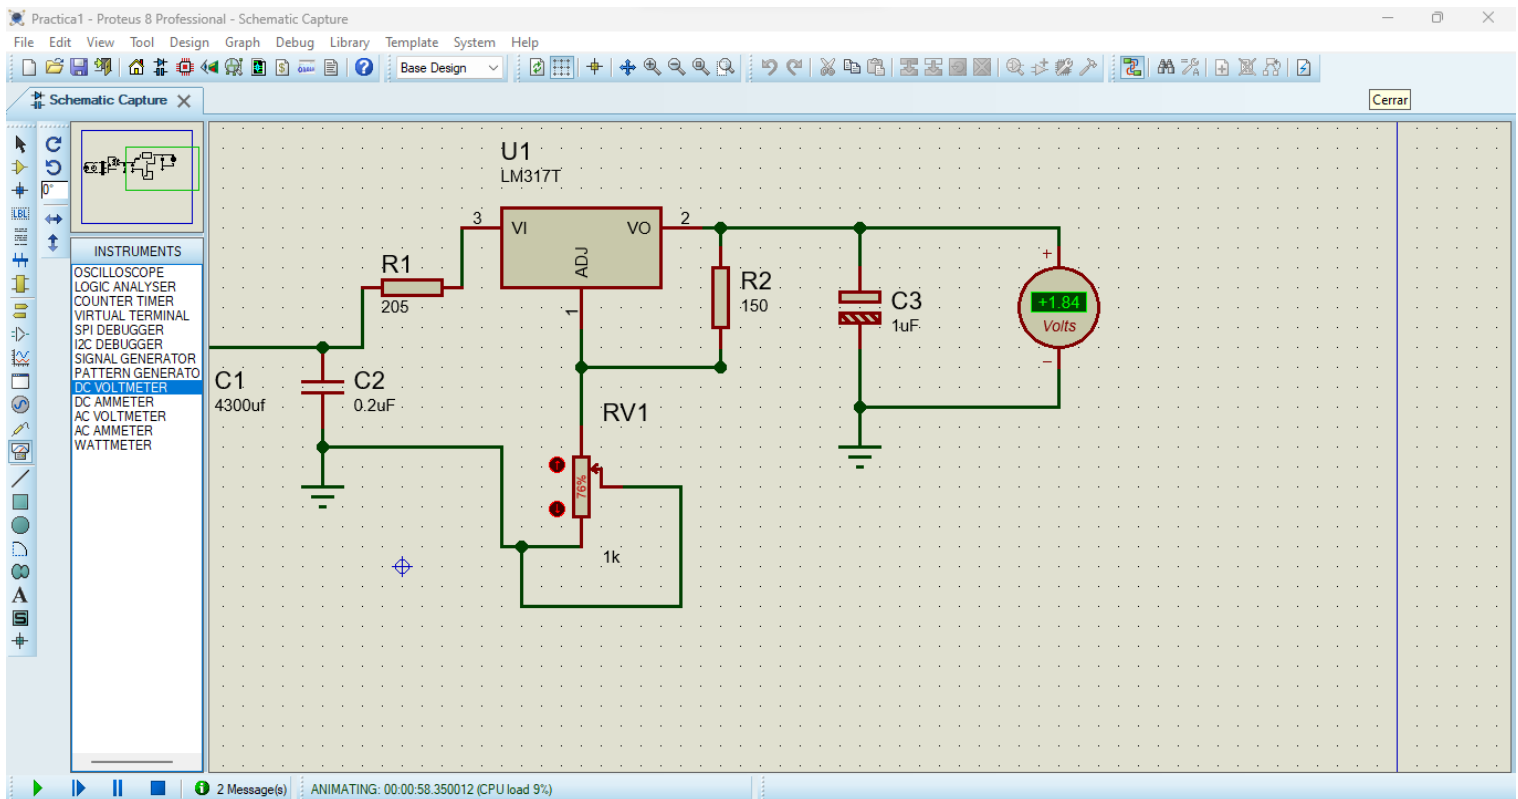 Practica1 - Proteus 8 Professional - Schematic Capture
File Edit View Tool Design Graph Debug Library Template System Help
Base Design
Schematic Capture
Cerrar
0°
LBL
INSTRUMENTS
OSCILLOSCOPE
LOGIC ANALYSER
COUNTER TIMER
VIRTUAL TERMINAL
SPI DEBUGGER
I2C DEBUGGER
SIGNAL GENERATOR
PATTERN GENERATO
DC VOLTMETER
DC AMMETER
AC VOLTMETER
AC AMMETER
WATTMETER
A
S
U1
LM317T
3
VI
VO
2
ADJ
1
R1
205
R2
150
C3
1uF
+
+1.84
Volts
−
C1
4300uf
C2
0.2uF
RV1
76%
1k
2 Message(s)
ANIMATING: 00:00:58.350012 (CPU load 9%)